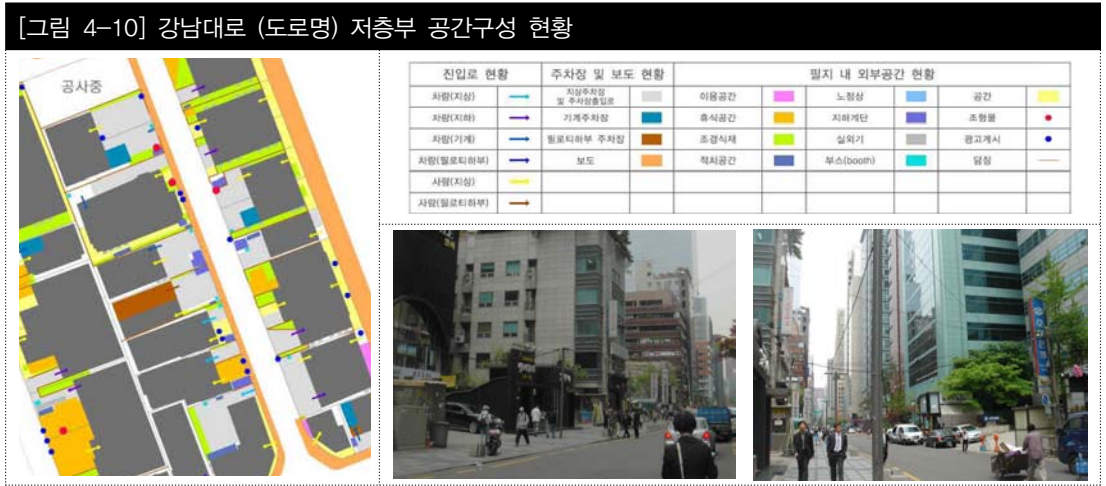 [그림 4-10] 강남대로 (도로명) 저층부 공간구성 현황
공사중
진입로 현황 주차장 및 보도 현황 필지 내 외부공간 현황
차량(지상) 지상주차장 및 주차장출입로 이용공간 노점상 공간
차량(지하) 기계주차장 휴식공간 지하계단 조형물
차량(기계) 필로티하부 주차장 조경식재 실외기 광고게시
차량(필로티하부) 보도 적치공간 부스(booth) 담장
사람(지상)
사람(필로티하부)